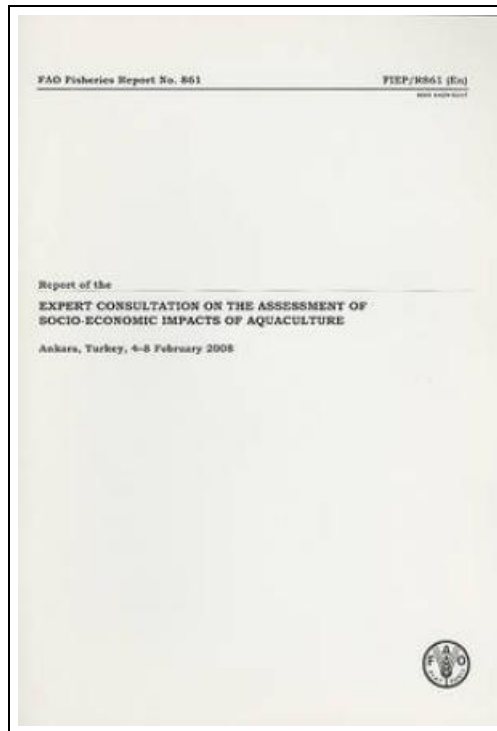 FAO Fisheries Report No. 861
FIEP/R861 (En)
Report of the
EXPERT CONSULTATION ON THE ASSESSMENT OF
SOCIO-ECONOMIC IMPACTS OF AQUACULTURE
Ankara, Turkey, 4–8 February 2008
F A O